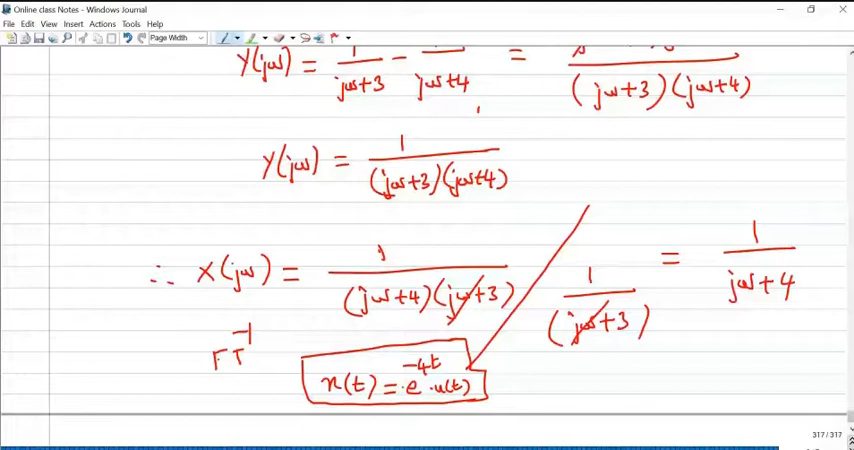 Online class Notes - Windows Journal
File Edit View Insert Actions Tools Help
Page Width
Y(jω) = 1/(jω+3) - 1/(jω+4) = /(jω+3)(jω+4)
Y(jω) = 1/(jω+3)(jω+4)
∴ X(jω) = 1/(jω+4)(jω+3) / 1/(jω+3) = 1/(jω+4)
FT⁻¹
x(t) = e^-4t . u(t)
317 / 317